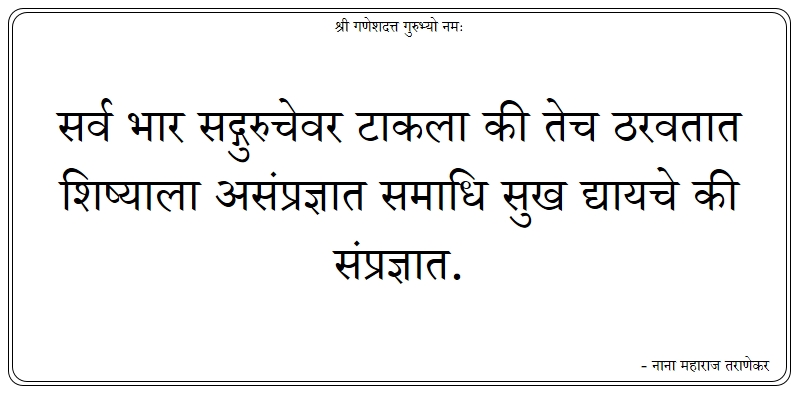 श्री गणेशदत्त गुरुभ्यो नमः
सर्व भार सद्गुरुचेवर टाकला की तेच ठरवतात
शिष्याला असंप्रज्ञात समाधि सुख द्यायचे की
संप्रज्ञात.
- नाना महाराज तराणेकर